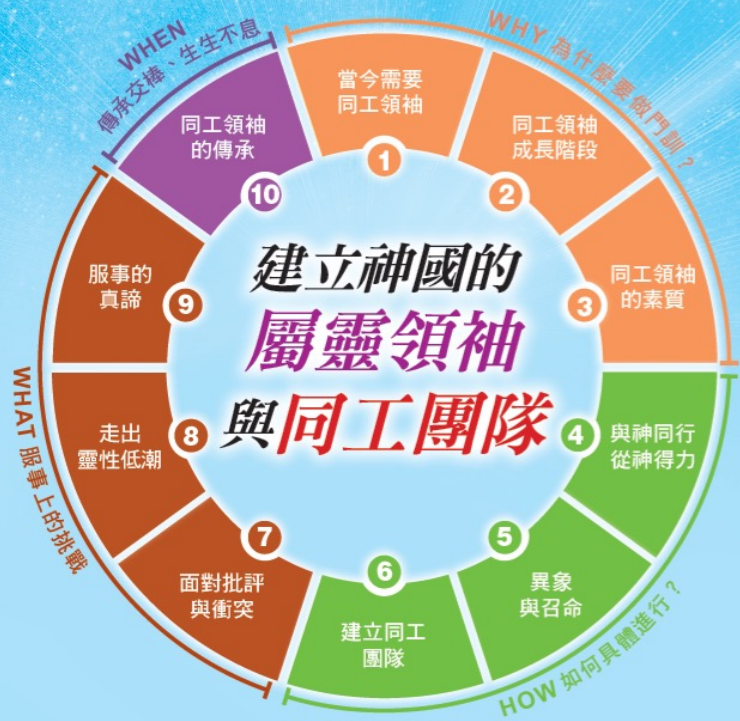 建立神國的
屬靈領袖
與同工團隊
WHY 為什麼要做門訓？
當今需要
同工領袖
1
同工領袖
成長階段
2
同工領袖
的素質
3
HOW 如何具體進行？
與神同行
從神得力
4
異象
與召命
5
建立同工
團隊
6
WHAT 服事上的挑戰
面對批評
與衝突
7
走出
靈性低潮
8
服事的
真諦
9
WHEN
傳承交棒、生生不息
同工領袖
的傳承
10